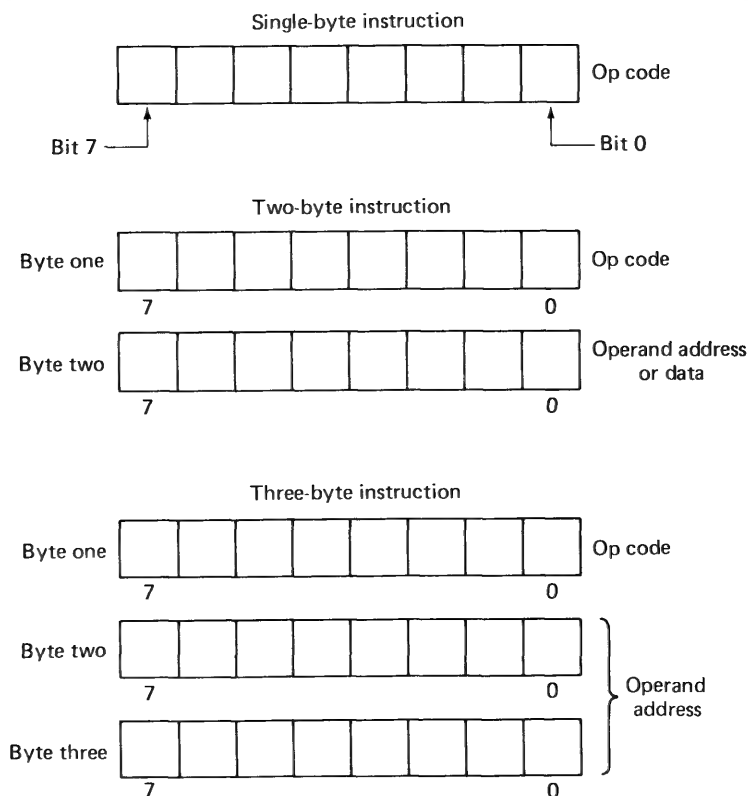 Single-byte instruction
Op code
Bit 7
Bit 0
Two-byte instruction
Byte one
Op code
7
0
Byte two
Operand address
or data
7
0
Three-byte instruction
Byte one
Op code
7
0
Byte two
7
0
Operand
address
Byte three
7
0